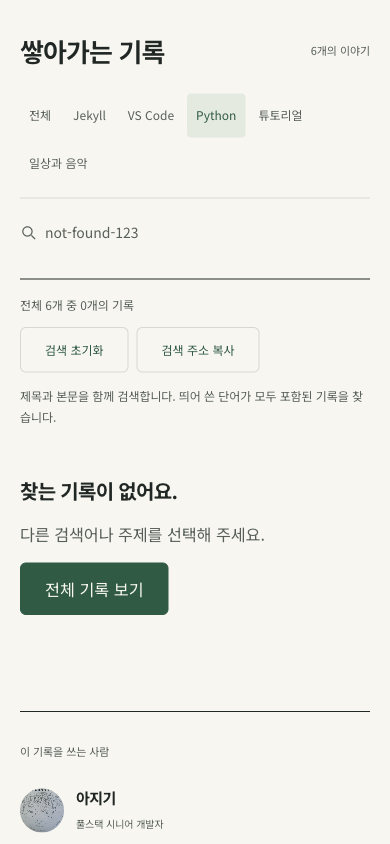 쌓아가는 기록
6개의 이야기
전체 Jekyll VS Code Python 튜토리얼
일상과 음악
not-found-123
전체 6개 중 0개의 기록
검색 초기화 검색 주소 복사
제목과 본문을 함께 검색합니다. 띄어 쓴 단어가 모두 포함된 기록을 찾
습니다.
찾는 기록이 없어요.
다른 검색어나 주제를 선택해 주세요.
전체 기록 보기
이 기록을 쓰는 사람
아지기
풀스택 시니어 개발자